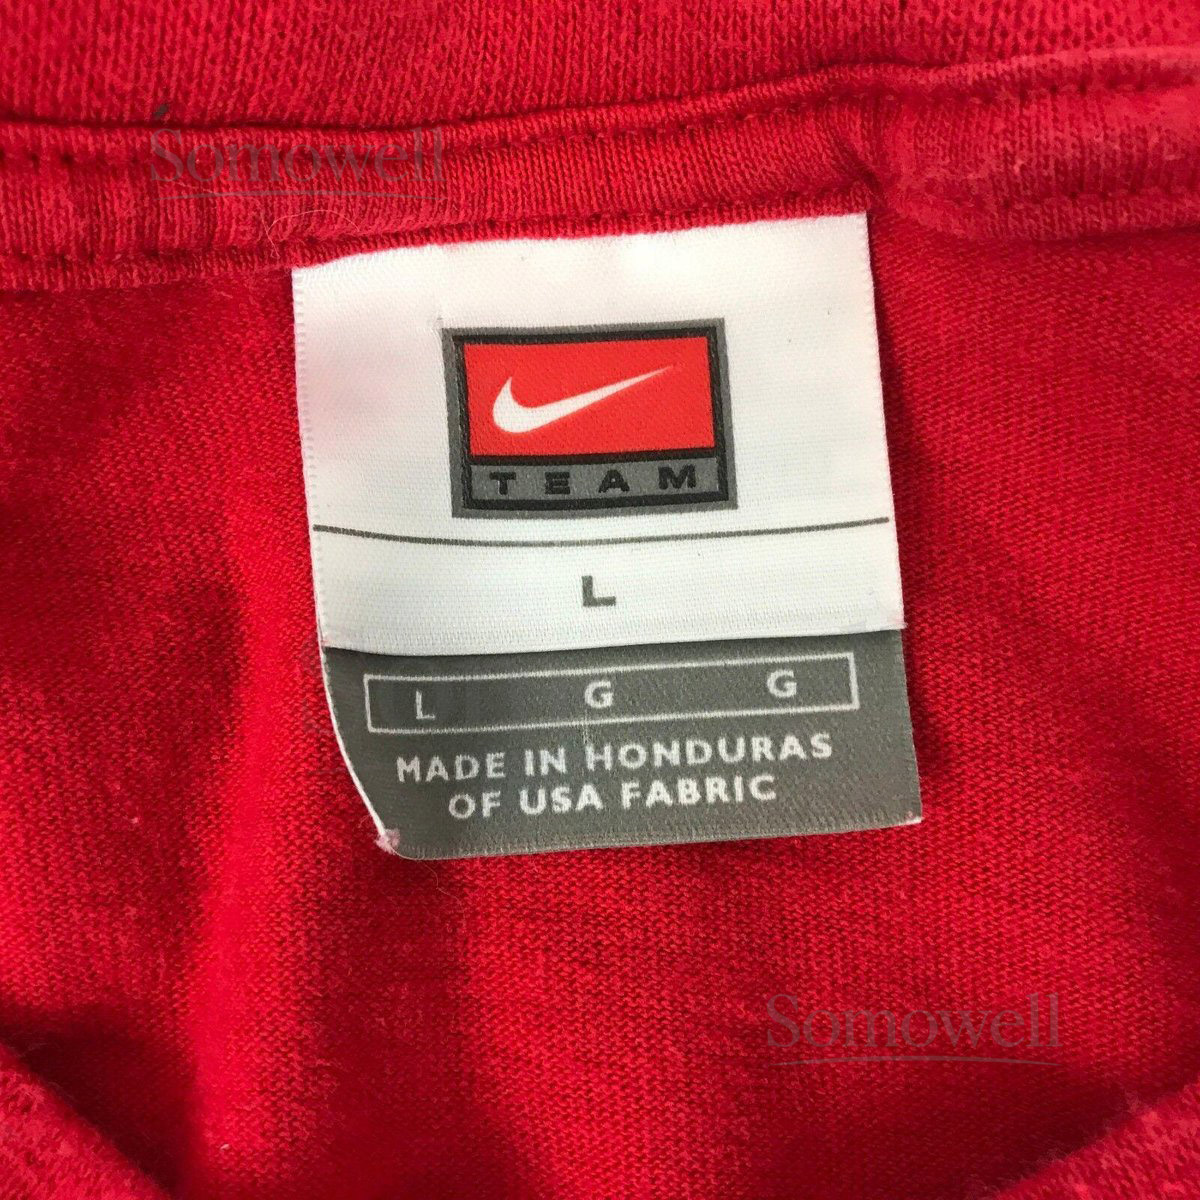 Somowell
TEAM
L
L G G
MADE IN HONDURAS
OF USA FABRIC
Somowell